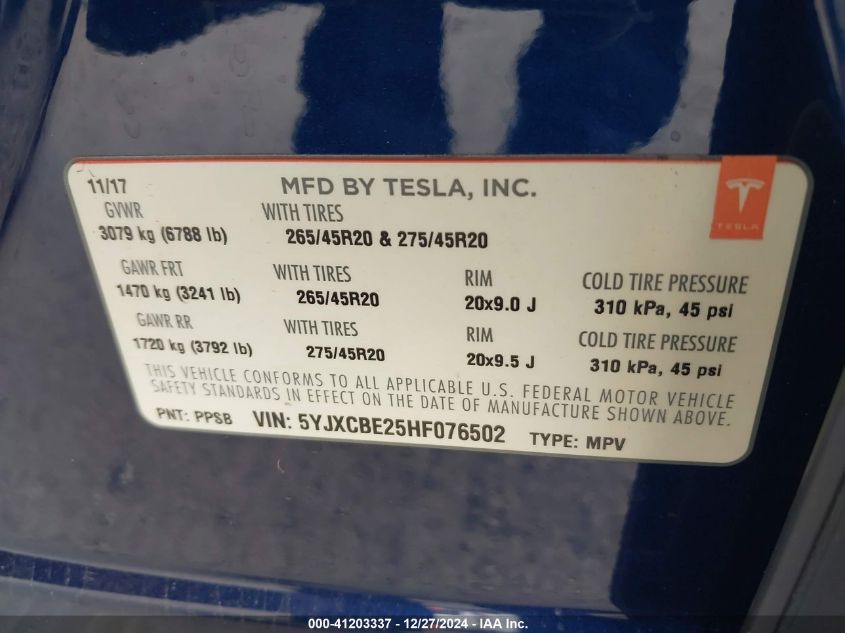 11/17 MFD BY TESLA, INC.
TESLA
GVWR WITH TIRES
3079 kg (6788 lb) 265/45R20 & 275/45R20
GAWR FRT WITH TIRES RIM COLD TIRE PRESSURE
1470 kg (3241 lb) 265/45R20 20x9.0 J 310 kPa, 45 psi
GAWR RR WITH TIRES RIM COLD TIRE PRESSURE
1720 kg (3792 lb) 275/45R20 20x9.5 J 310 kPa, 45 psi
THIS VEHICLE CONFORMS TO ALL APPLICABLE U.S. FEDERAL MOTOR VEHICLE
SAFETY STANDARDS IN EFFECT ON THE DATE OF MANUFACTURE SHOWN ABOVE.
PNT: PPSB VIN: 5YJXCBE25HF076502 TYPE: MPV
000-41203337 - 12/27/2024 - IAA Inc.